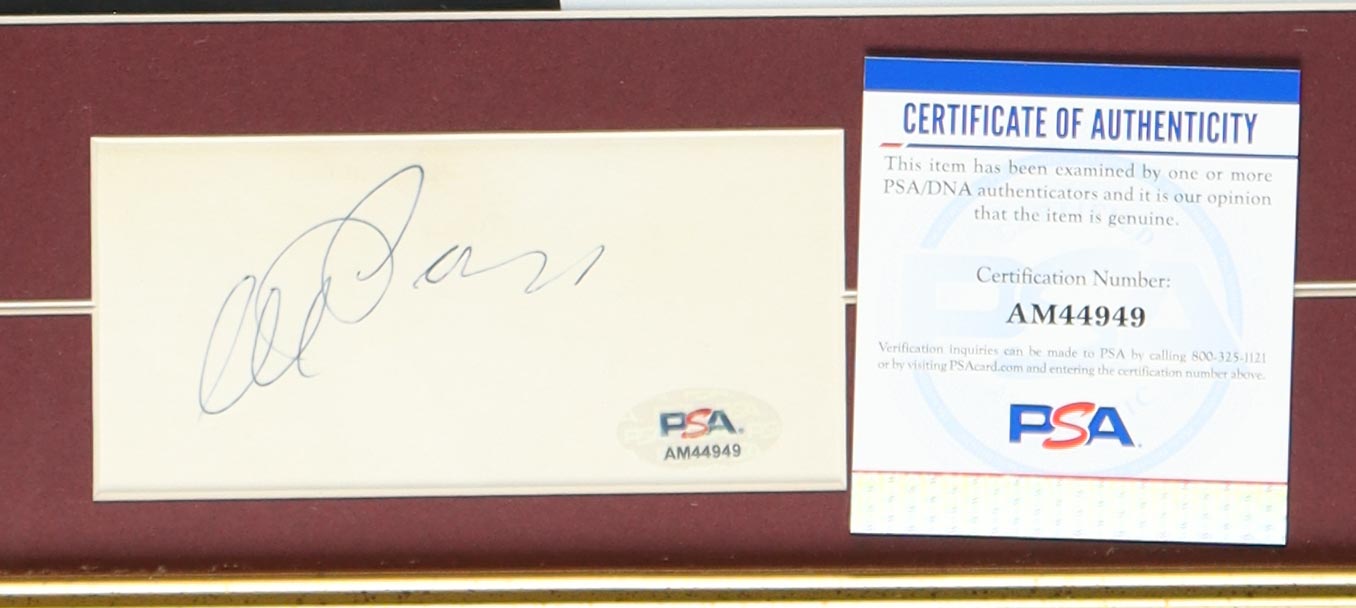 PSA
AM44949
CERTIFICATE OF AUTHENTICITY
This item has been examined by one or more
PSA/DNA authenticators and it is our opinion
that the item is genuine.
Certification Number:
AM44949
Verification inquiries can be made to PSA by calling 800-325-1121
or by visiting PSAcard.com and entering the certification number above.
PSA